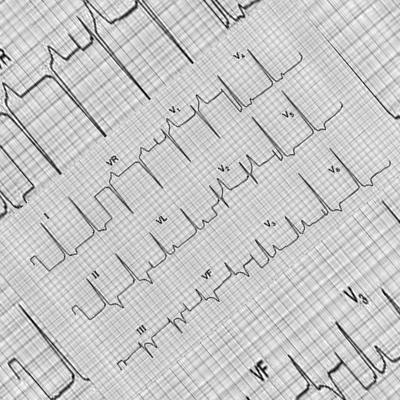 R
I VR V₁ V₄
II VL V₂ V₅
III VF V₃ V₆
VF V₃